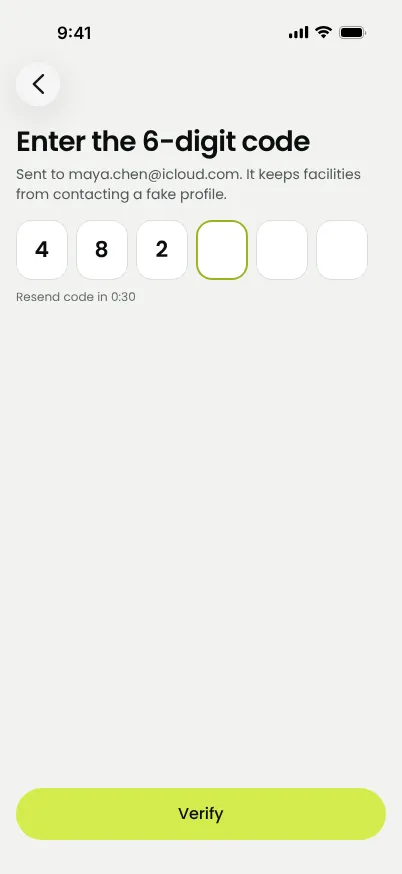 9:41
Enter the 6-digit code
Sent to maya.chen@icloud.com. It keeps facilities
from contacting a fake profile.
4 8 2
Resend code in 0:30
Verify